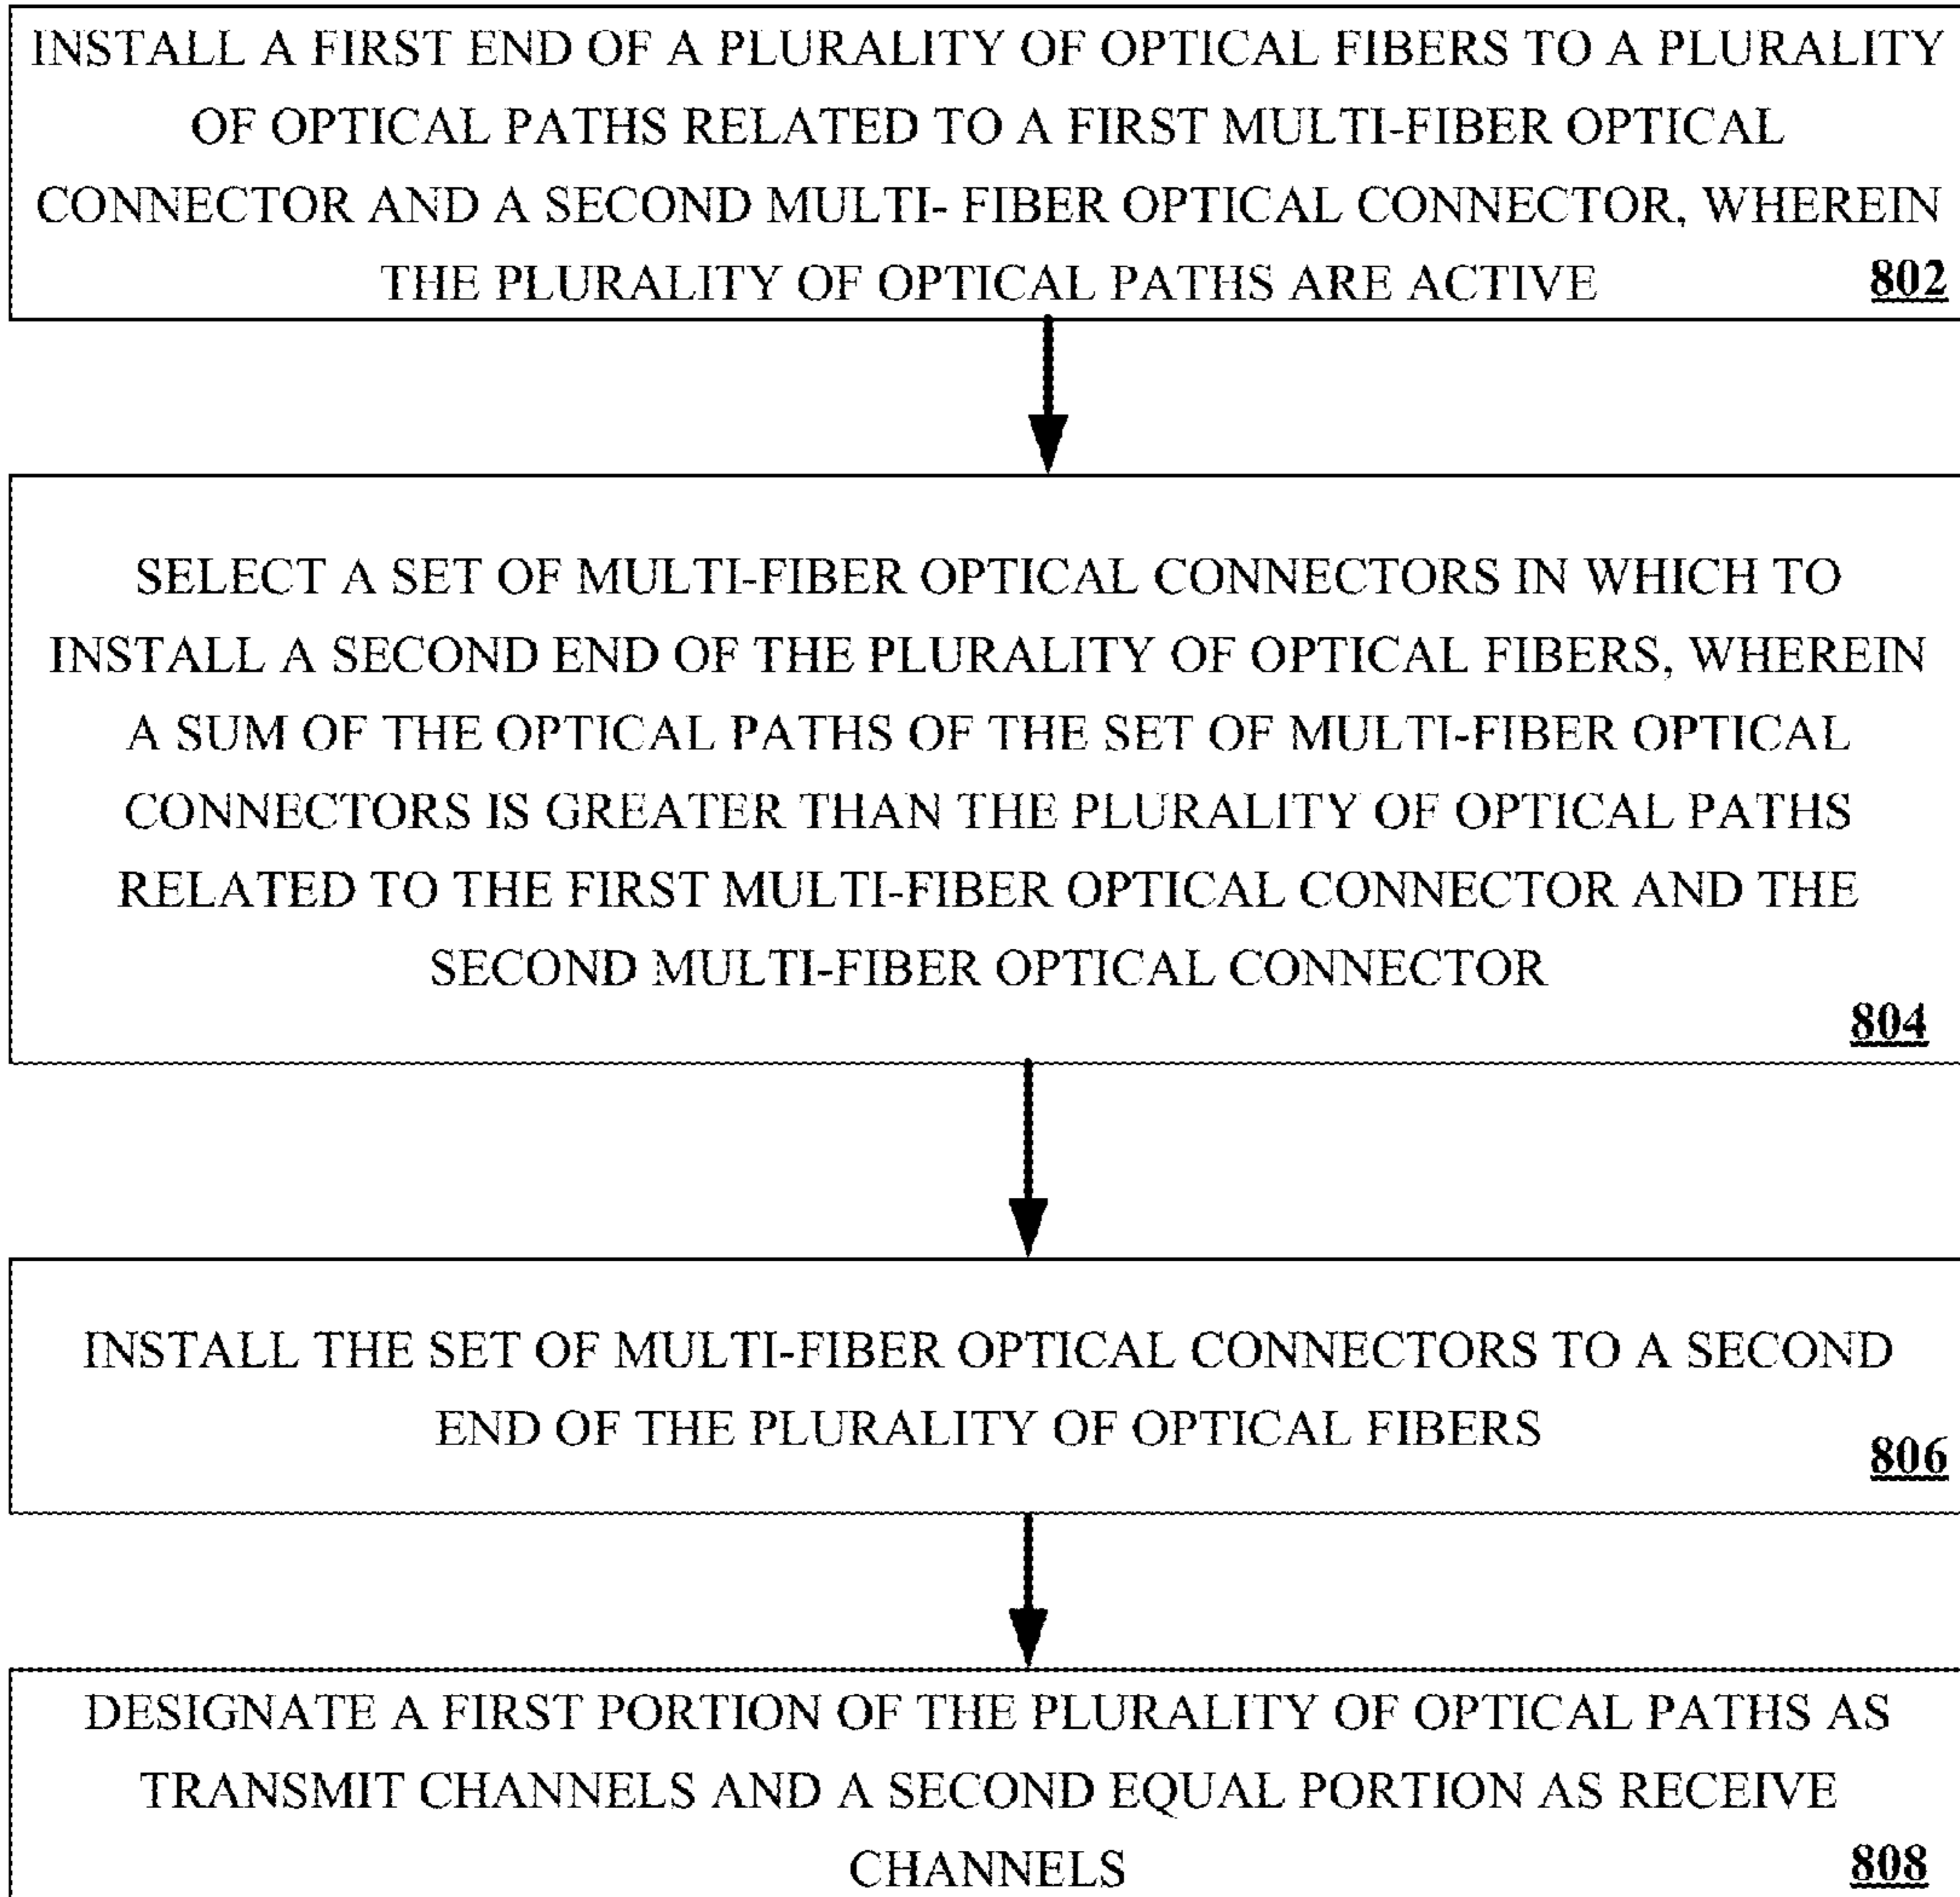 INSTALL A FIRST END OF A PLURALITY OF OPTICAL FIBERS TO A PLURALITY
OF OPTICAL PATHS RELATED TO A FIRST MULTI-FIBER OPTICAL
CONNECTOR AND A SECOND MULTI- FIBER OPTICAL CONNECTOR, WHEREIN
THE PLURALITY OF OPTICAL PATHS ARE ACTIVE
802
SELECT A SET OF MULTI-FIBER OPTICAL CONNECTORS IN WHICH TO
INSTALL A SECOND END OF THE PLURALITY OF OPTICAL FIBERS, WHEREIN
A SUM OF THE OPTICAL PATHS OF THE SET OF MULTI-FIBER OPTICAL
CONNECTORS IS GREATER THAN THE PLURALITY OF OPTICAL PATHS
RELATED TO THE FIRST MULTI-FIBER OPTICAL CONNECTOR AND THE
SECOND MULTI-FIBER OPTICAL CONNECTOR
804
INSTALL THE SET OF MULTI-FIBER OPTICAL CONNECTORS TO A SECOND
END OF THE PLURALITY OF OPTICAL FIBERS
806
DESIGNATE A FIRST PORTION OF THE PLURALITY OF OPTICAL PATHS AS
TRANSMIT CHANNELS AND A SECOND EQUAL PORTION AS RECEIVE
CHANNELS
808